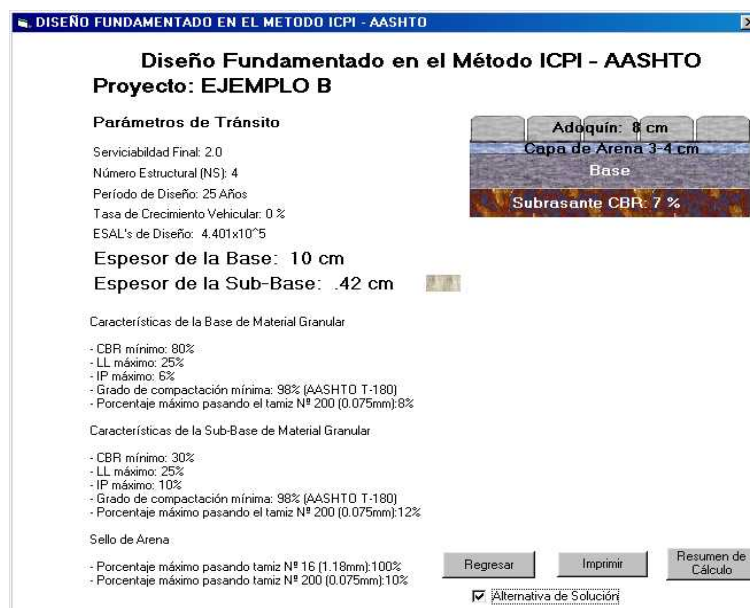 DISEÑO FUNDAMENTADO EN EL METODO ICPI - AASHTO
Diseño Fundamentado en el Método ICPI - AASHTO
Proyecto: EJEMPLO B
Parámetros de Tránsito
Serviciabildad Final: 2.0
Número Estructural (NS): 4
Período de Diseño: 25 Años
Tasa de Crecimiento Vehicular: 0 %
ESAL's de Diseño: 4.401x10^5
Adoquín: 8 cm
Capa de Arena 3-4 cm
Base
Subrasante CBR: 7 %
Espesor de la Base: 10 cm
Espesor de la Sub-Base: .42 cm
Características de la Base de Material Granular
- CBR mínimo: 80%
- LL máximo: 25%
- IP máximo: 6%
- Grado de compactación mínima: 98% (AASHTO T-180)
- Porcentaje máximo pasando el tamiz Nº 200 (0.075mm):8%
Características de la Sub-Base de Material Granular
- CBR mínimo: 30%
- LL máximo: 25%
- IP máximo: 10%
- Grado de compactación mínima: 98% (AASHTO T-180)
- Porcentaje máximo pasando el tamiz Nº 200 (0.075mm):12%
Sello de Arena
- Porcentaje máximo pasando tamiz Nº 16 (1.18mm):100%
- Porcentaje máximo pasando tamiz Nº 200 (0.075mm):10%
Regresar
Imprimir
Resumen de
Cálculo
Alternativa de Solución